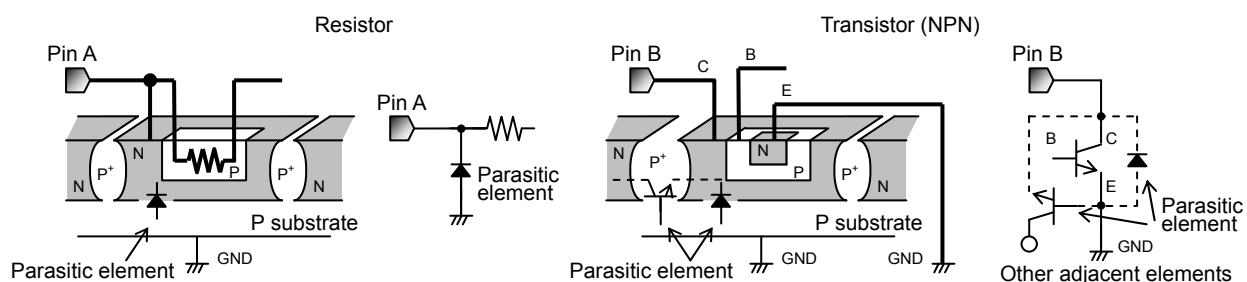 Resistor
Transistor (NPN)
Pin A
Pin B
B
Pin B
C
E
Pin A
N
P⁺
N
P
P⁺
N
Parasitic
element
P substrate
Parasitic element
GND
N
P⁺
N
P
P⁺
N
P substrate
Parasitic element
GND
GND
B
C
E
Parasitic
element
GND
Other adjacent elements